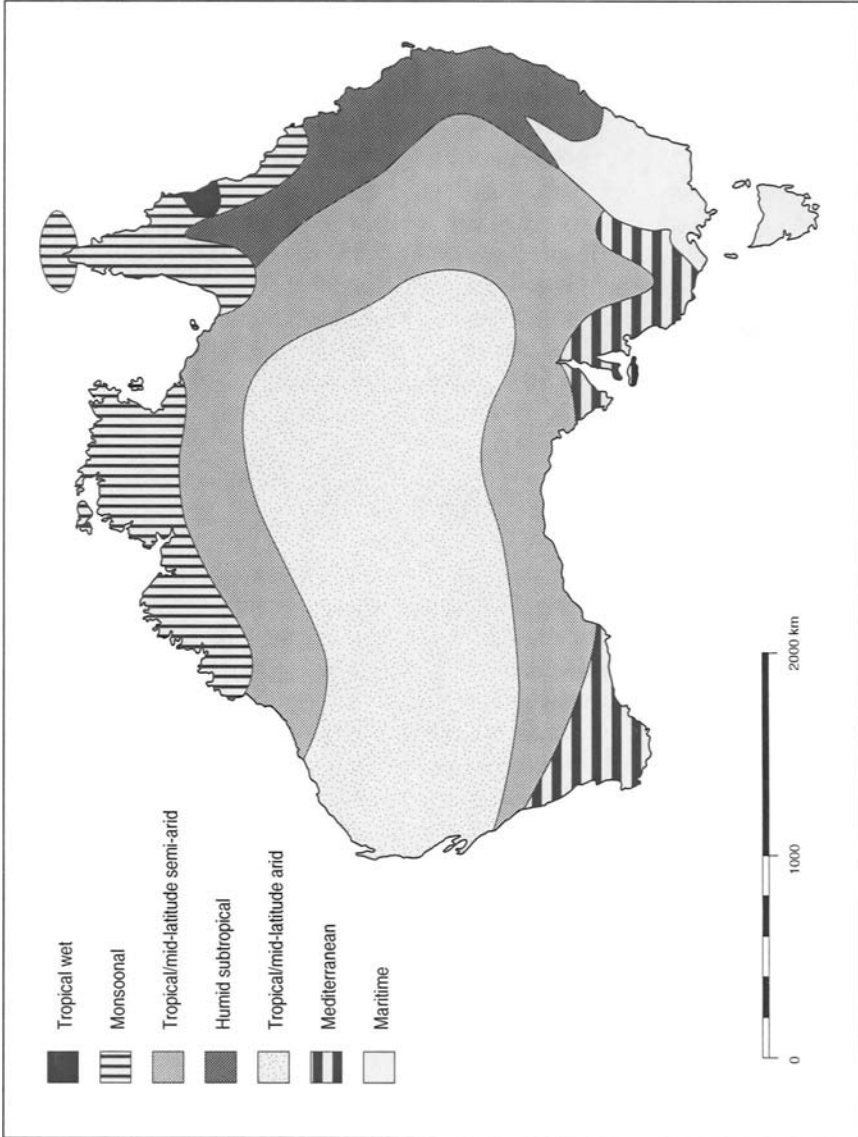 Tropical wet
Monsoonal
Tropical/mid-latitude semi-arid
Humid subtropical
Tropical/mid-latitude arid
Mediterranean
Maritime
0
1000
2000 km